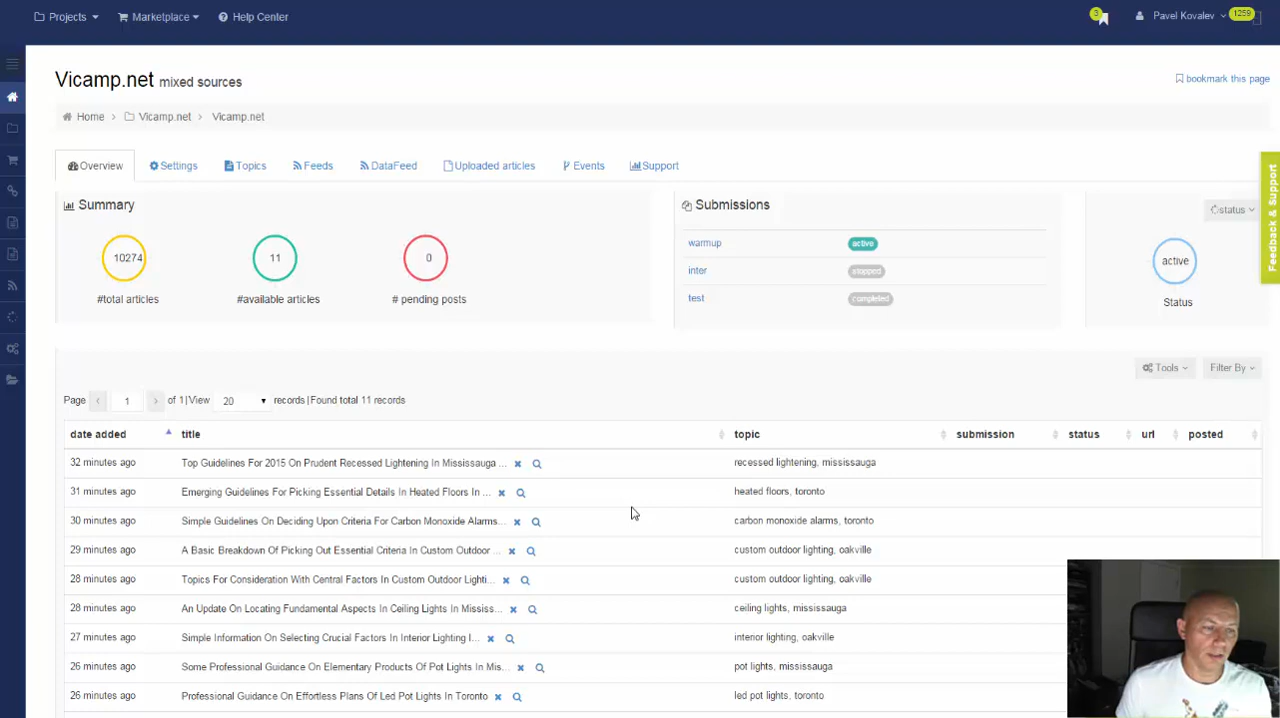 Projects Marketplace Help Center 3 Pavel Kovalev 1259
Vicamp.net mixed sources
bookmark this page
Home > Vicamp.net > Vicamp.net
Overview Settings Topics Feeds DataFeed Uploaded articles Events Support
Feedback & Support
Summary
10274
#total articles
11
#available articles
0
# pending posts
Submissions
warmup active
inter stopped
test completed
status
active
Status
Tools Filter By
Page 1 of 1 | View 20 records | Found total 11 records
date added title topic submission status url posted
32 minutes ago Top Guidelines For 2015 On Prudent Recessed Lightening In Mississauga ... recessed lightening, mississauga
31 minutes ago Emerging Guidelines For Picking Essential Details In Heated Floors In ... heated floors, toronto
30 minutes ago Simple Guidelines On Deciding Upon Criteria For Carbon Monoxide Alarms... carbon monoxide alarms, toronto
29 minutes ago A Basic Breakdown Of Picking Out Essential Criteria In Custom Outdoor ... custom outdoor lighting, oakville
28 minutes ago Topics For Consideration With Central Factors In Custom Outdoor Lighti... custom outdoor lighting, oakville
28 minutes ago An Update On Locating Fundamental Aspects In Ceiling Lights In Mississ... ceiling lights, mississauga
27 minutes ago Simple Information On Selecting Crucial Factors In Interior Lighting I... interior lighting, oakville
26 minutes ago Some Professional Guidance On Elementary Products Of Pot Lights In Mis... pot lights, mississauga
26 minutes ago Professional Guidance On Effortless Plans Of Led Pot Lights In Toronto led pot lights, toronto